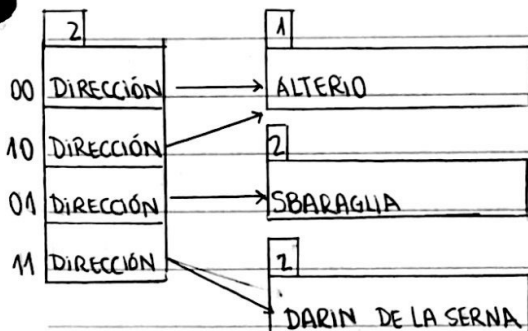 2
00 DIRECCIÓN
10 DIRECCIÓN
01 DIRECCIÓN
11 DIRECCIÓN
1
ALTERIO
2
SBARAGLIA
2
DARIN DE LA SERNA